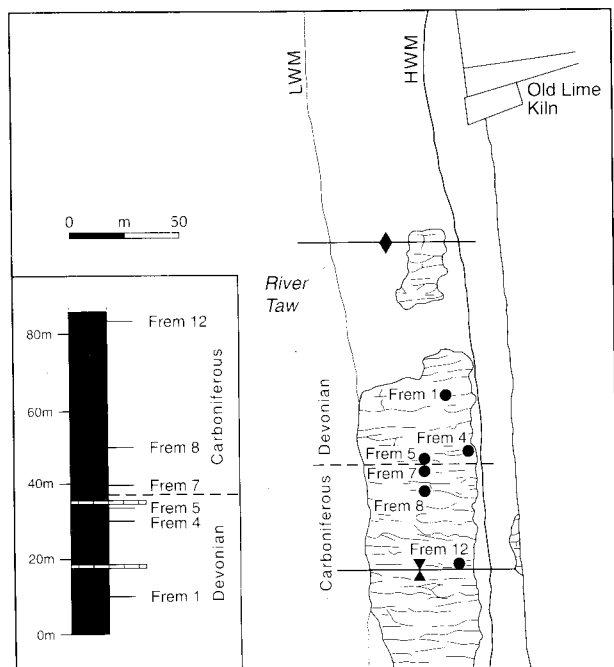 LWM
HWM
Old Lime
Kiln
0 m 50
River
Taw
80m
60m
40m
20m
0m
Frem 12
Frem 8
Frem 7
Frem 5
Frem 4
Frem 1
Carboniferous
Devonian
Devonian
Carboniferous
Frem 1
Frem 4
Frem 5
Frem 7
Frem 8
Frem 12